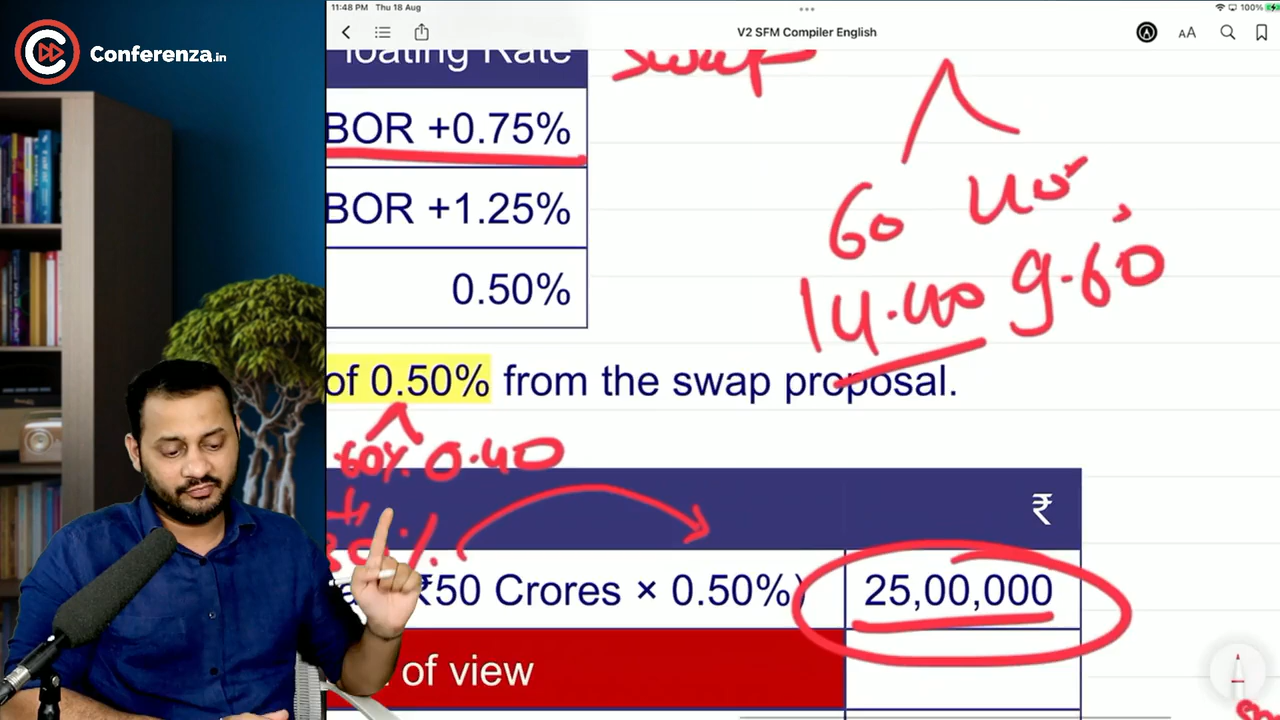 11:48 PM Thu 18 Aug
100%
Conferenza.in
V2 SFM Compiler English
AA
loating Rate
swap
BOR +0.75%
60 40
BOR +1.25%
14.40 9.60
0.50%
of 0.50% from the swap proposal.
60% 0.40
₹
₹50 Crores × 0.50%) 25,00,000
of view